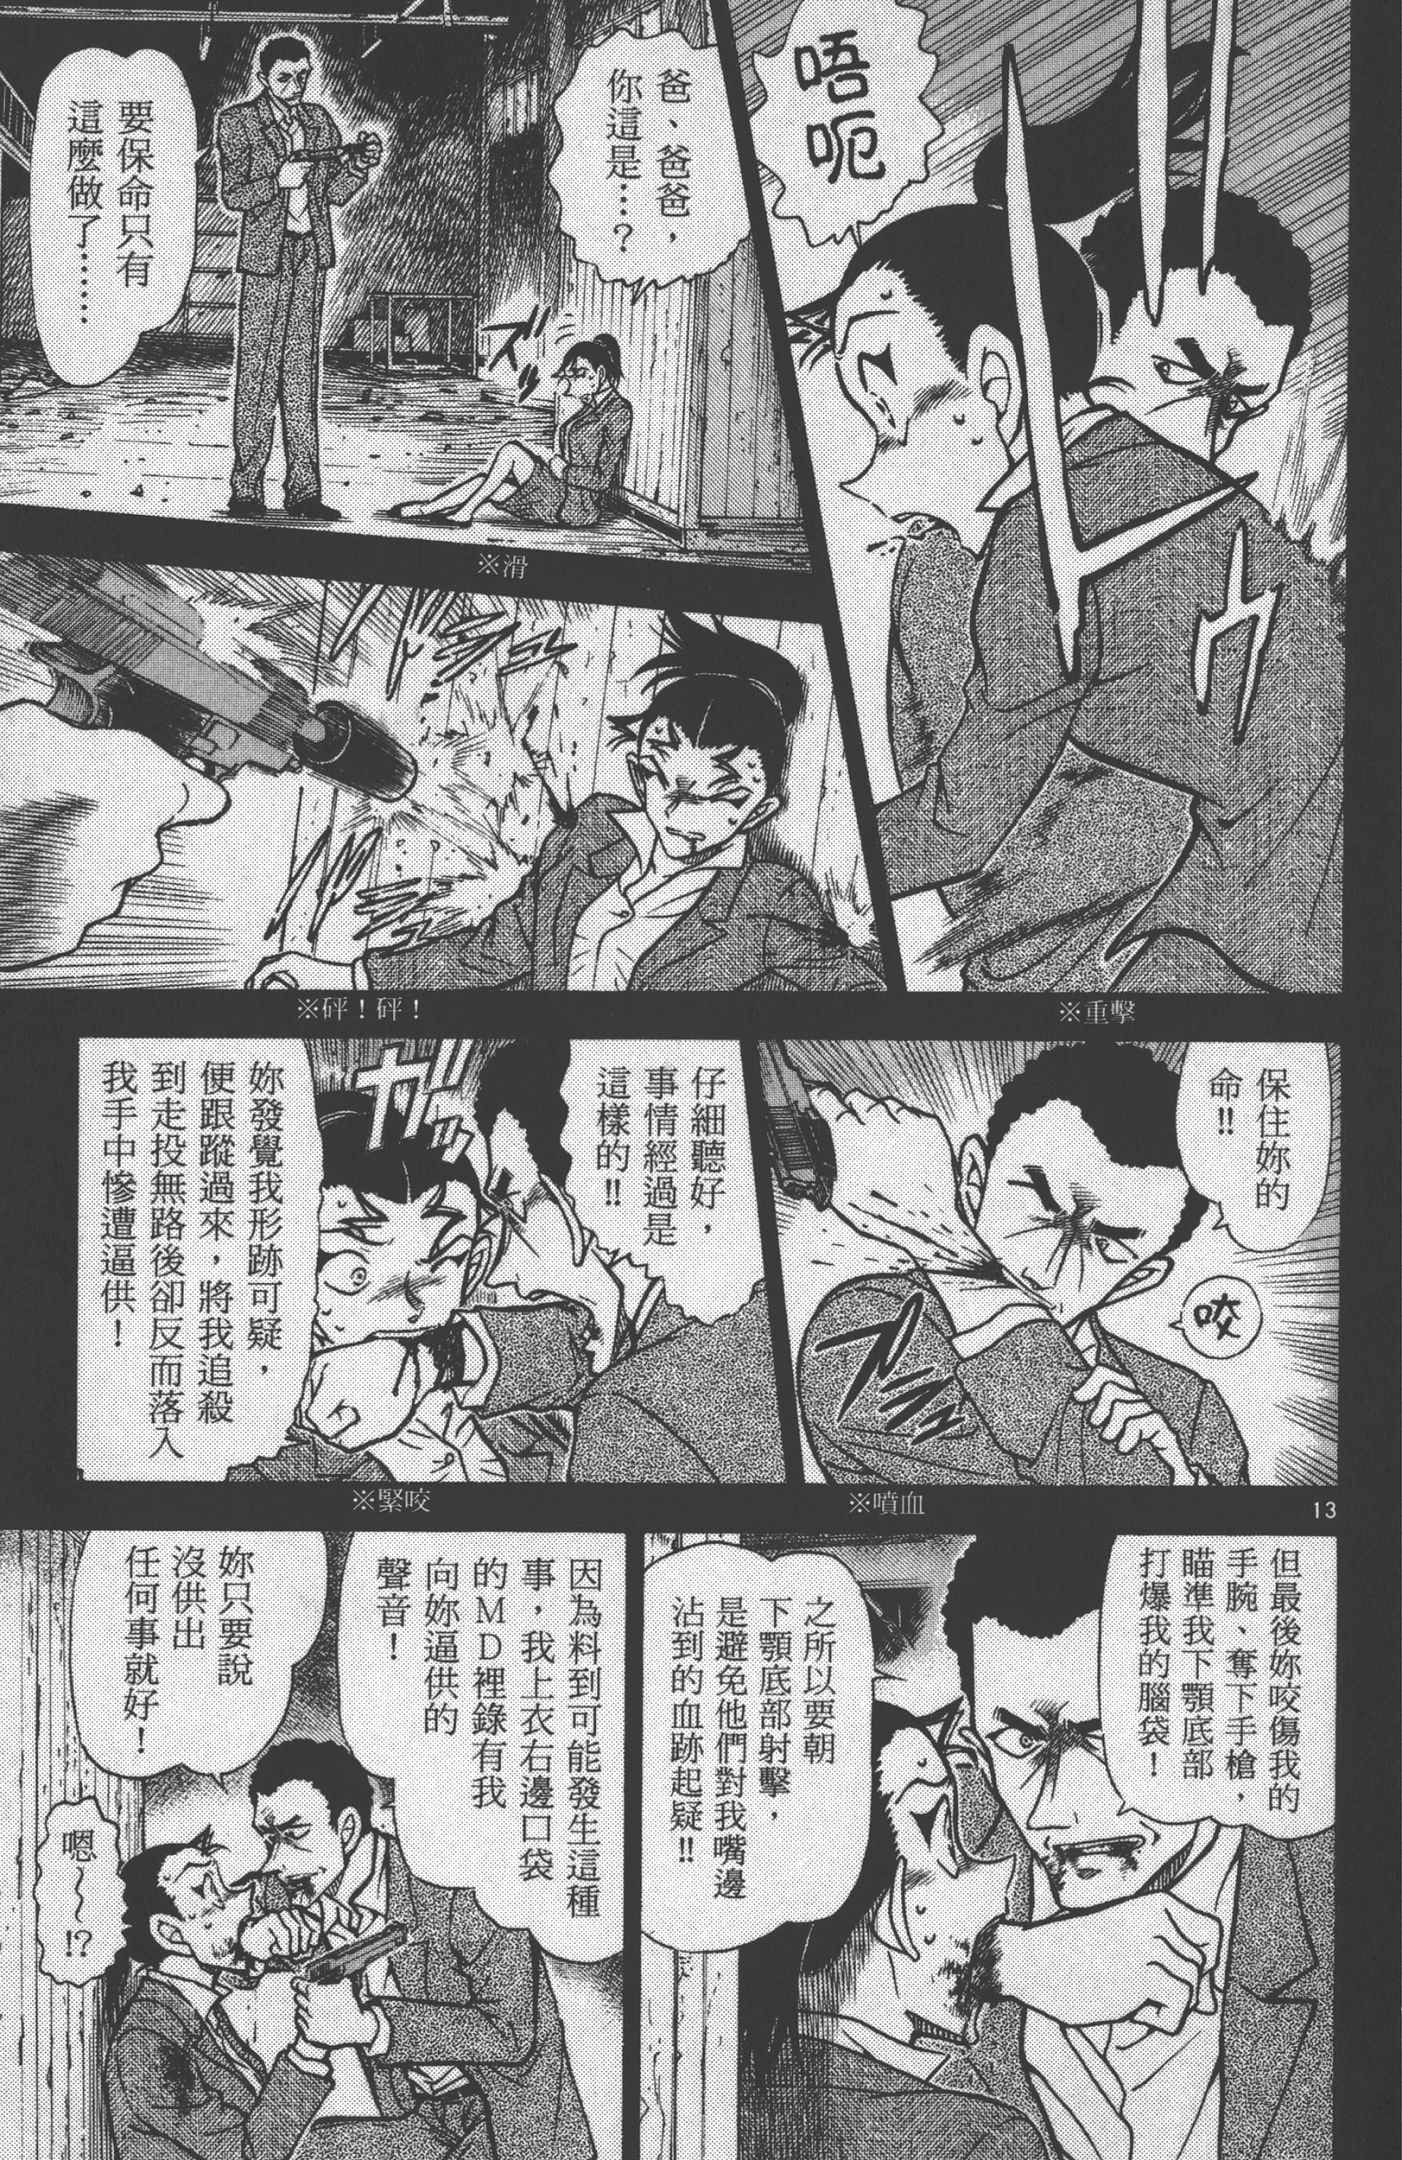 唔
呃
爸、爸爸，
你這是…？
要保命只有
這麼做了……
ズッ
※滑
※重擊
※砰！砰！
保住妳的
命!!
咬
仔細聽好，
事情經過是
這樣的!!
妳發覺我形跡可疑，
便跟蹤過來，將我追殺
到走投無路後卻反而落入
我手中慘遭逼供！
※噴血
※緊咬
13
但最後妳咬傷我的
手腕、奪下手槍，
瞄準我下顎底部
打爆我的腦袋！
之所以要朝
下顎底部射擊，
是避免他們對我嘴邊
沾到的血跡起疑!!
因為料到可能發生這種
事，我上衣右邊口袋
的MD裡錄有我
向妳逼供的
聲音！
妳只要說
沒供出
任何事就好！
嗯～!?